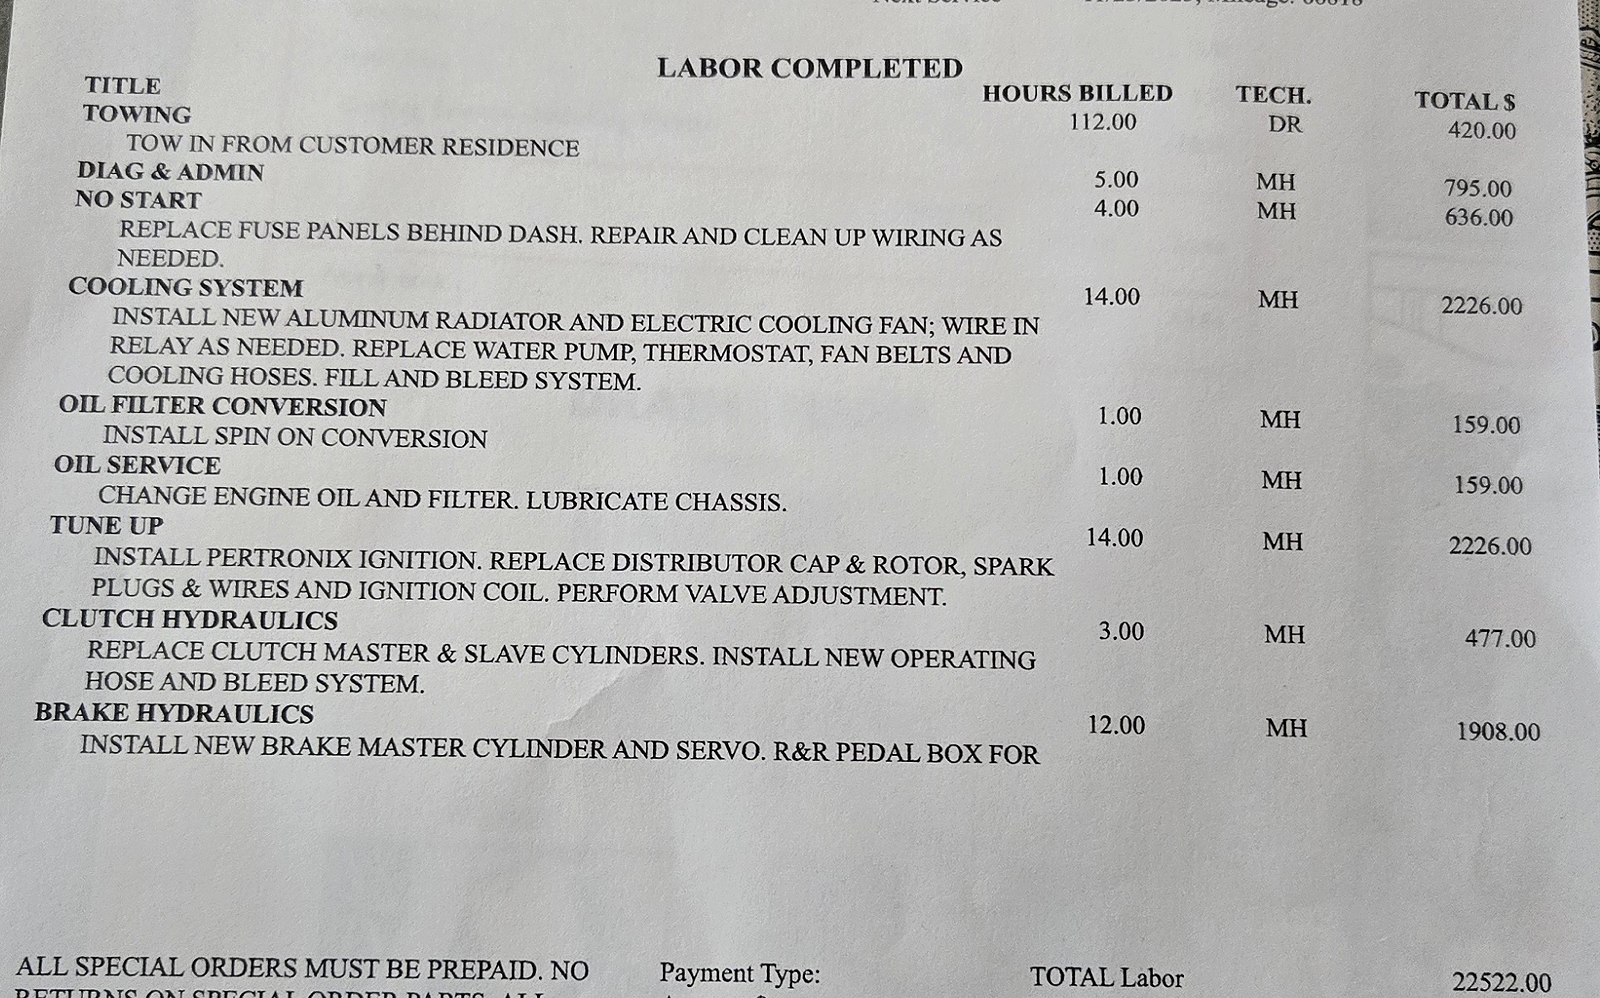 LABOR COMPLETED
TITLE HOURS BILLED TECH. TOTAL $
TOWING 112.00 DR 420.00
TOW IN FROM CUSTOMER RESIDENCE
DIAG & ADMIN 5.00 MH 795.00
NO START 4.00 MH 636.00
REPLACE FUSE PANELS BEHIND DASH. REPAIR AND CLEAN UP WIRING AS
NEEDED.
COOLING SYSTEM 14.00 MH 2226.00
INSTALL NEW ALUMINUM RADIATOR AND ELECTRIC COOLING FAN; WIRE IN
RELAY AS NEEDED. REPLACE WATER PUMP, THERMOSTAT, FAN BELTS AND
COOLING HOSES. FILL AND BLEED SYSTEM.
OIL FILTER CONVERSION 1.00 MH 159.00
INSTALL SPIN ON CONVERSION
OIL SERVICE 1.00 MH 159.00
CHANGE ENGINE OIL AND FILTER. LUBRICATE CHASSIS.
TUNE UP 14.00 MH 2226.00
INSTALL PERTRONIX IGNITION. REPLACE DISTRIBUTOR CAP & ROTOR, SPARK
PLUGS & WIRES AND IGNITION COIL. PERFORM VALVE ADJUSTMENT.
CLUTCH HYDRAULICS 3.00 MH 477.00
REPLACE CLUTCH MASTER & SLAVE CYLINDERS. INSTALL NEW OPERATING
HOSE AND BLEED SYSTEM.
BRAKE HYDRAULICS 12.00 MH 1908.00
INSTALL NEW BRAKE MASTER CYLINDER AND SERVO. R&R PEDAL BOX FOR
ALL SPECIAL ORDERS MUST BE PREPAID. NO Payment Type: TOTAL Labor 22522.00